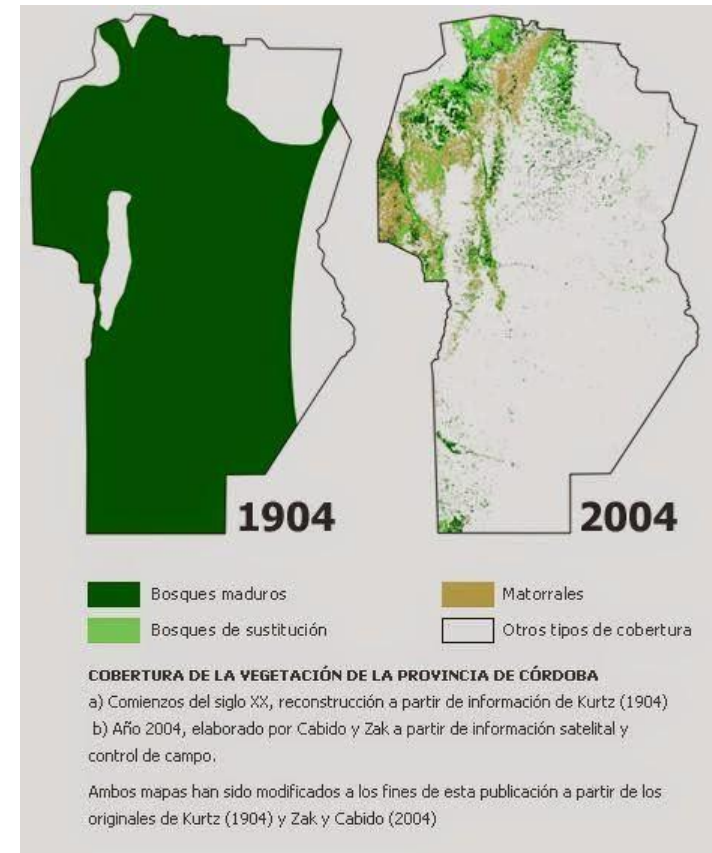 1904
2004
Bosques maduros
Matorrales
Bosques de sustitución
Otros tipos de cobertura
COBERTURA DE LA VEGETACIÓN DE LA PROVINCIA DE CÓRDOBA
a) Comienzos del siglo XX, reconstrucción a partir de información de Kurtz (1904)
b) Año 2004, elaborado por Cabido y Zak a partir de información satelital y
control de campo.
Ambos mapas han sido modificados a los fines de esta publicación a partir de los
originales de Kurtz (1904) y Zak y Cabido (2004)